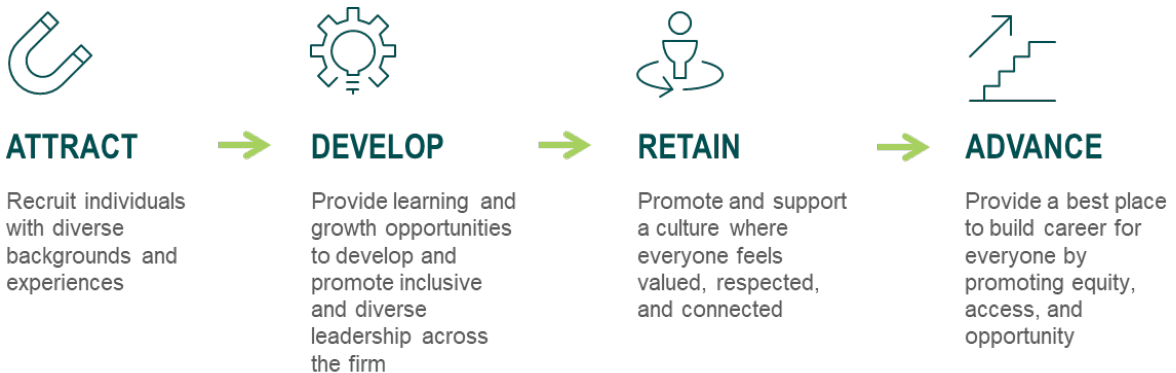 ATTRACT
Recruit individuals
with diverse
backgrounds and
experiences
DEVELOP
Provide learning and
growth opportunities
to develop and
promote inclusive
and diverse
leadership across
the firm
RETAIN
Promote and support
a culture where
everyone feels
valued, respected,
and connected
ADVANCE
Provide a best place
to build career for
everyone by
promoting equity,
access, and
opportunity